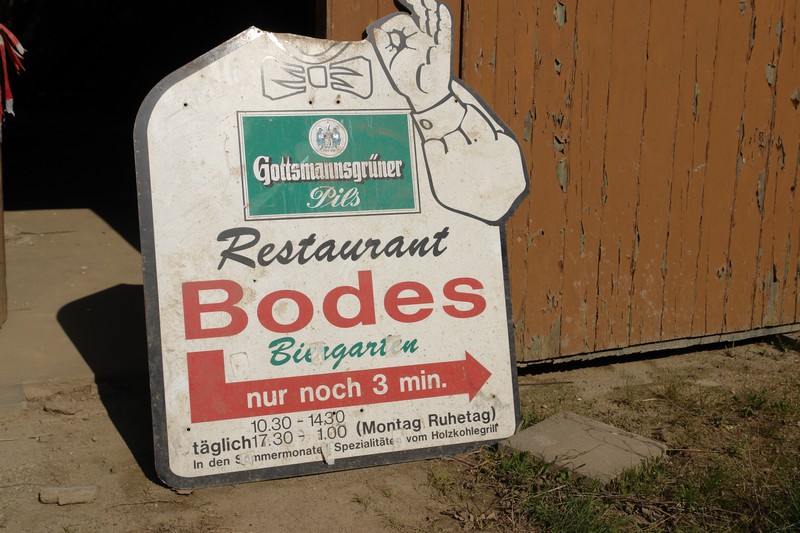 Gottsmannsgrüner
Pils
Restaurant
Bodes
Biergarten
nur noch 3 min.
10.30 - 14.30
täglich 17.30 - 1.00 (Montag Ruhetag)
In den Sommermonaten Spezialitäten vom Holzkohlegrill